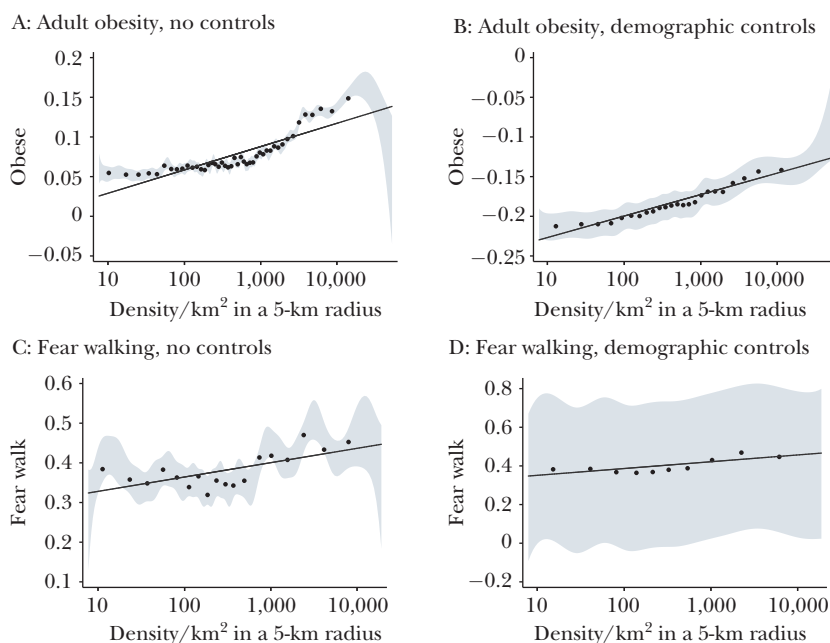 A: Adult obesity, no controls
0.2
0.15
0.1
0.05
0
−0.05
Obese
10 100 1,000 10,000
Density/km² in a 5-km radius
B: Adult obesity, demographic controls
0
−0.05
−0.1
−0.15
−0.2
−0.25
Obese
10 100 1,000 10,000
Density/km² in a 5-km radius
C: Fear walking, no controls
0.6
0.5
0.4
0.3
0.2
0.1
Fear walk
10 100 1,000 10,000
Density/km² in a 5-km radius
D: Fear walking, demographic controls
0.8
0.6
0.4
0.2
0
−0.2
Fear walk
10 100 1,000 10,000
Density/km² in a 5-km radius